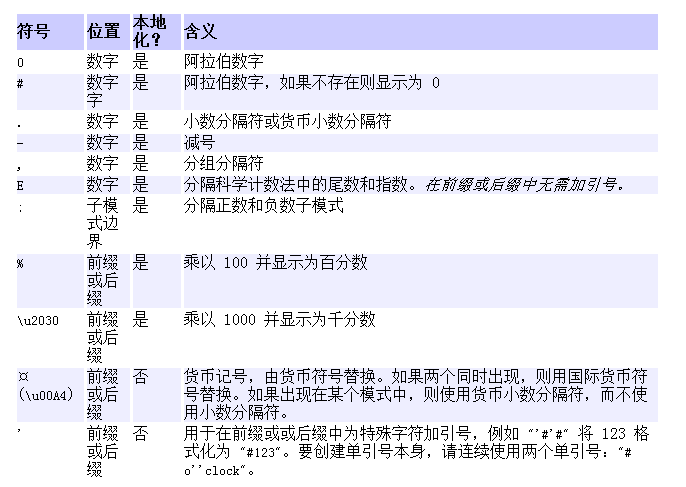 符号 位置 本地化? 含义
0 数字 是 阿拉伯数字
# 数字字 是 阿拉伯数字,如果不存在则显示为 0
. 数字 是 小数分隔符或货币小数分隔符
- 数字 是 减号
, 数字 是 分组分隔符
E 数字 是 分隔科学计数法中的尾数和指数。在前缀或后缀中无需加引号。
; 子模式边界 是 分隔正数和负数子模式
% 前缀或后缀 是 乘以 100 并显示为百分数
\u2030 前缀或后缀 是 乘以 1000 并显示为千分数
¤ (\u00A4) 前缀或后缀 否 货币记号,由货币符号替换。如果两个同时出现,则用国际货币符
号替换。如果出现在某个模式中,则使用货币小数分隔符,而不使
用小数分隔符。
' 前缀或后缀 否 用于在前缀或或后缀中为特殊字符加引号,例如 "'#'#" 将 123 格
式化为 "#123"。要创建单引号本身,请连续使用两个单引号:"#
o''clock"。